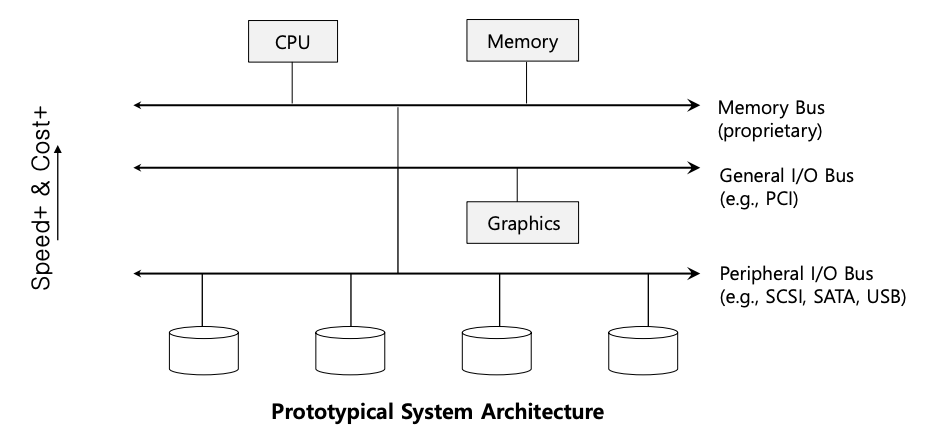 CPU
Memory
Memory Bus
(proprietary)
General I/O Bus
(e.g., PCI)
Graphics
Peripheral I/O Bus
(e.g., SCSI, SATA, USB)
Speed+ & Cost+
Prototypical System Architecture